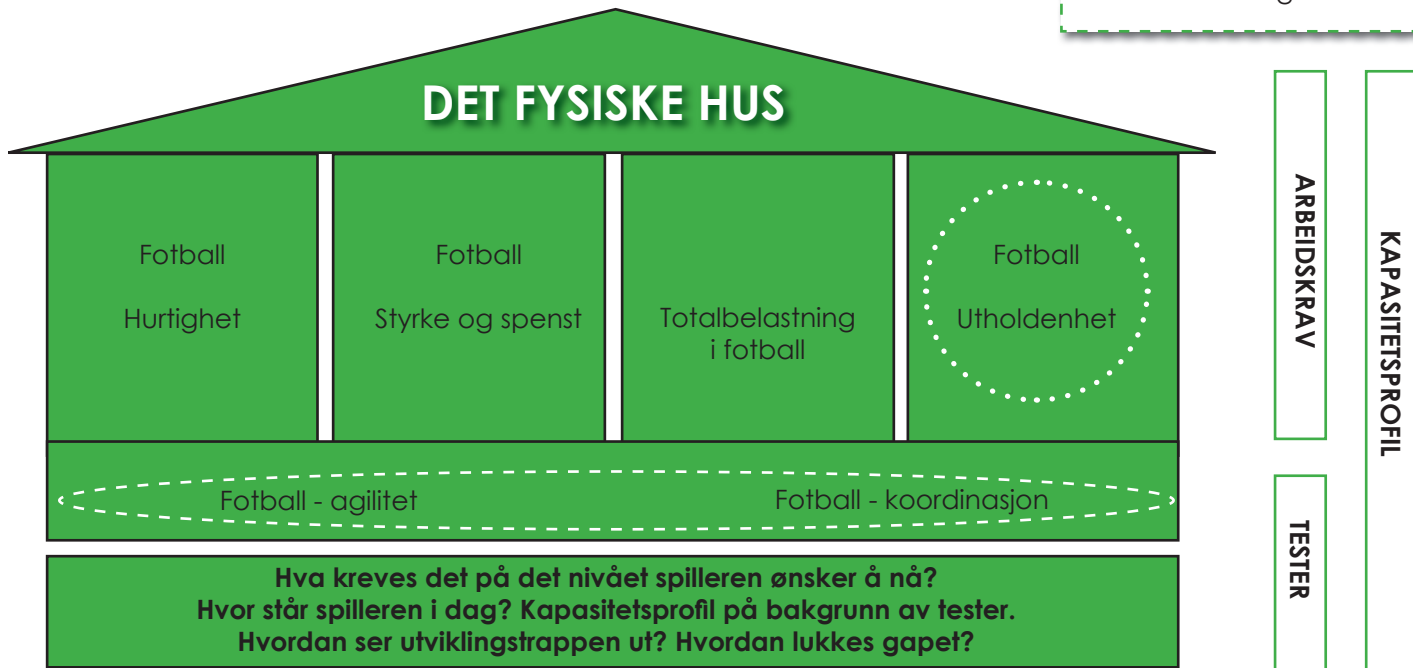 DET FYSISKE HUS
Fotball
Hurtighet
Fotball
Styrke og spenst
Totalbelastning
i fotball
Fotball
Utholdenhet
Fotball - agilitet
Fotball - koordinasjon
Hva kreves det på det nivået spilleren ønsker å nå?
Hvor står spilleren i dag? Kapasitetsprofil på bakgrunn av tester.
Hvordan ser utviklingstrappen ut? Hvordan lukkes gapet?
ARBEIDSKRAV
TESTER
KAPASITETSPROFIL